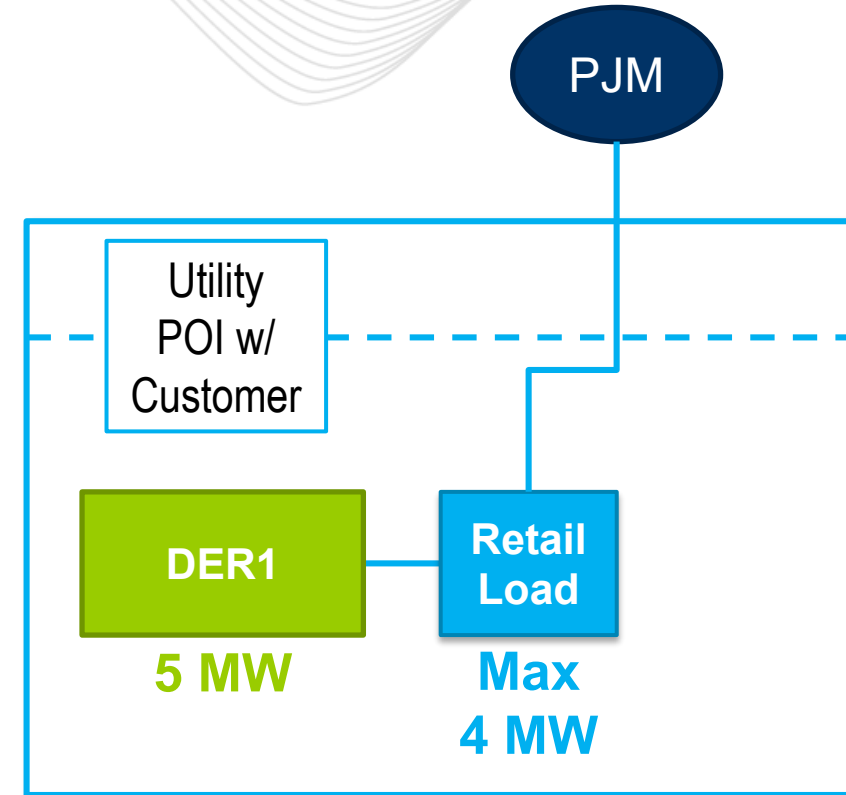 PJM
Utility
POI w/
Customer
DER1
Retail
Load
5 MW
Max
4 MW